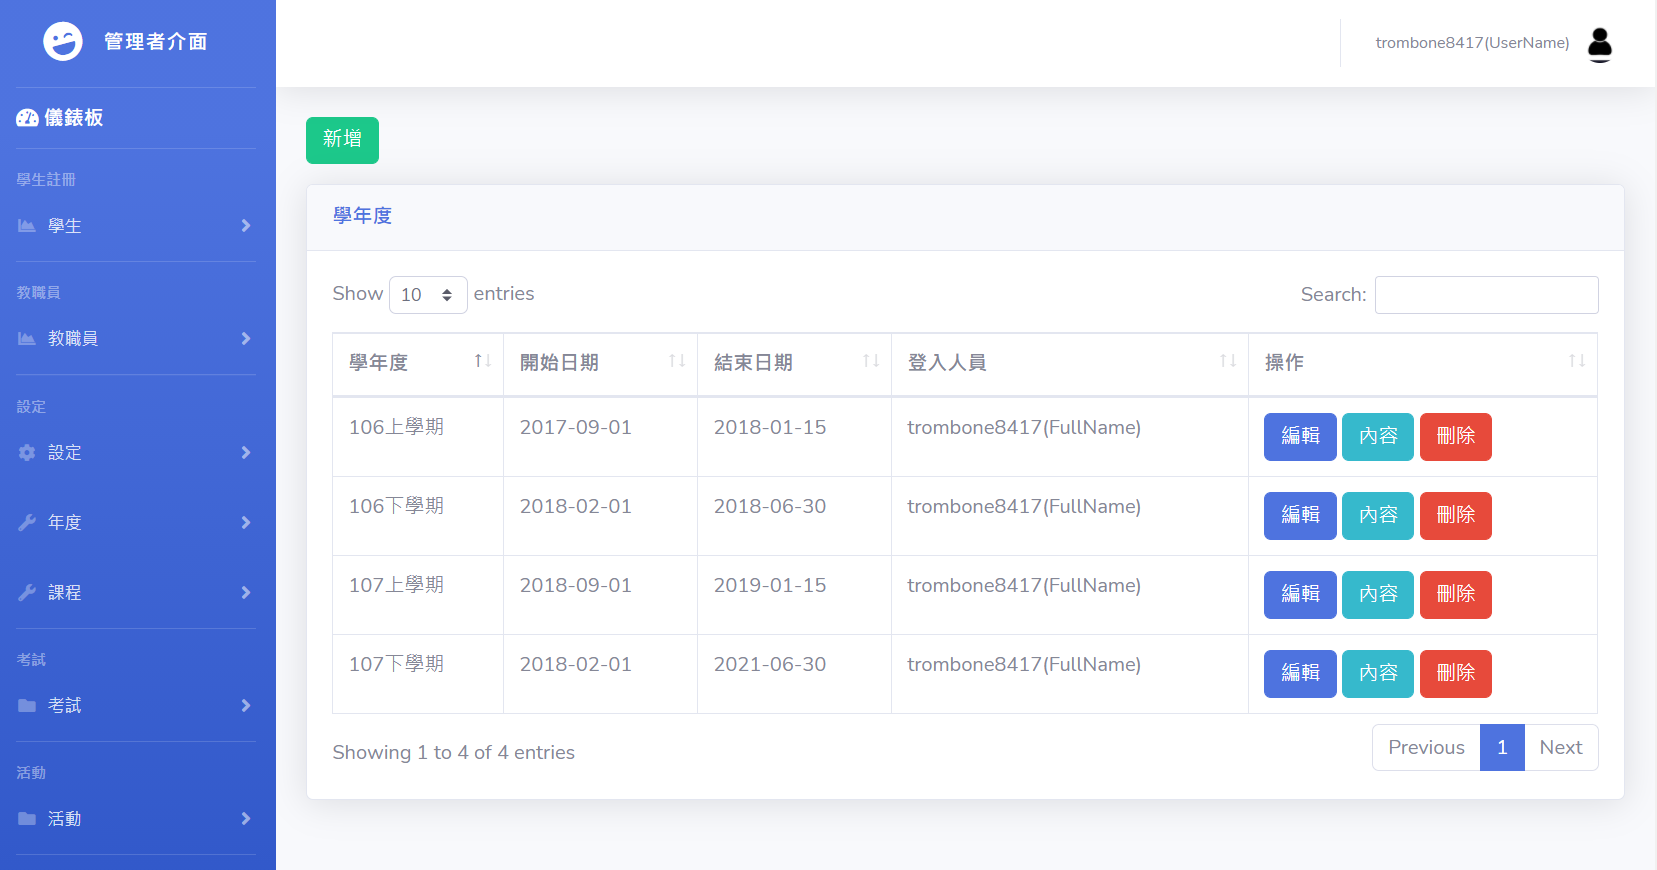 管理者介面
trombone8417(UserName)
儀錶板
學生註冊
學生
教職員
教職員
設定
設定
年度
課程
考試
考試
活動
活動
新增
學年度
Show 10 entries
Search:
學年度 開始日期 結束日期 登入人員 操作
106上學期 2017-09-01 2018-01-15 trombone8417(FullName) 編輯 內容 刪除
106下學期 2018-02-01 2018-06-30 trombone8417(FullName) 編輯 內容 刪除
107上學期 2018-09-01 2019-01-15 trombone8417(FullName) 編輯 內容 刪除
107下學期 2018-02-01 2021-06-30 trombone8417(FullName) 編輯 內容 刪除
Showing 1 to 4 of 4 entries
Previous 1 Next